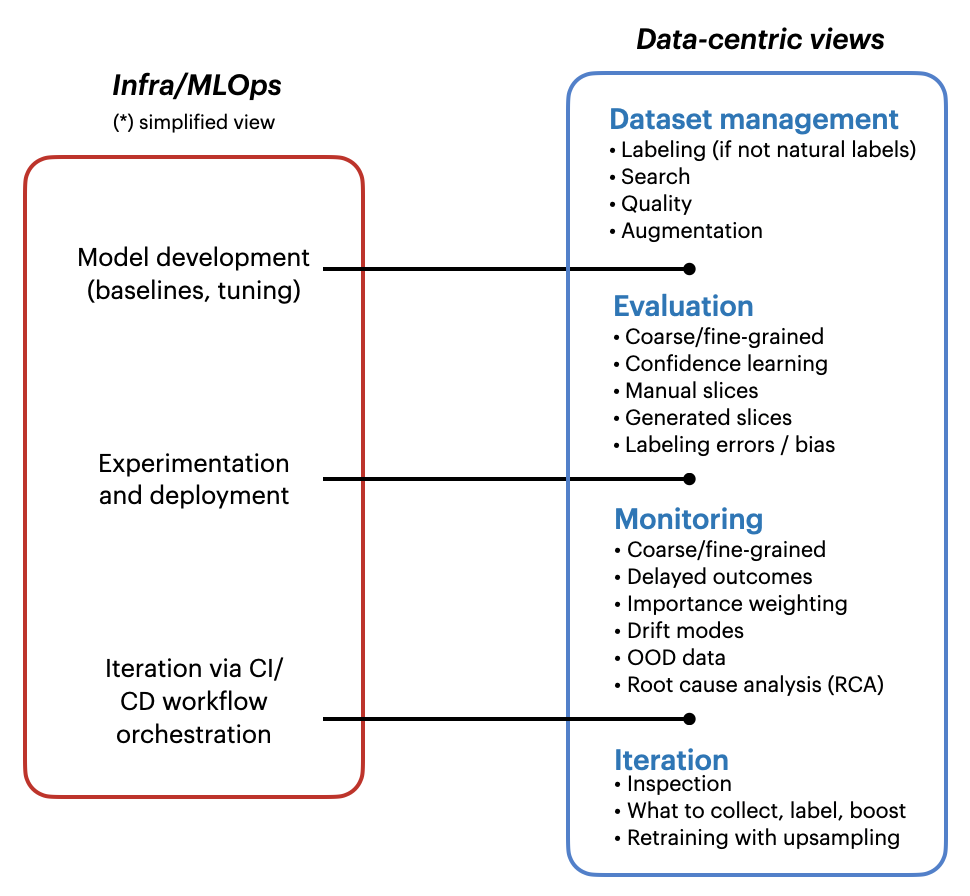 Infra/MLOps
(*) simplified view
Model development
(baselines, tuning)
Experimentation
and deployment
Iteration via CI/
CD workflow
orchestration
Data-centric views
Dataset management
• Labeling (if not natural labels)
• Search
• Quality
• Augmentation
Evaluation
• Coarse/fine-grained
• Confidence learning
• Manual slices
• Generated slices
• Labeling errors / bias
Monitoring
• Coarse/fine-grained
• Delayed outcomes
• Importance weighting
• Drift modes
• OOD data
• Root cause analysis (RCA)
Iteration
• Inspection
• What to collect, label, boost
• Retraining with upsampling